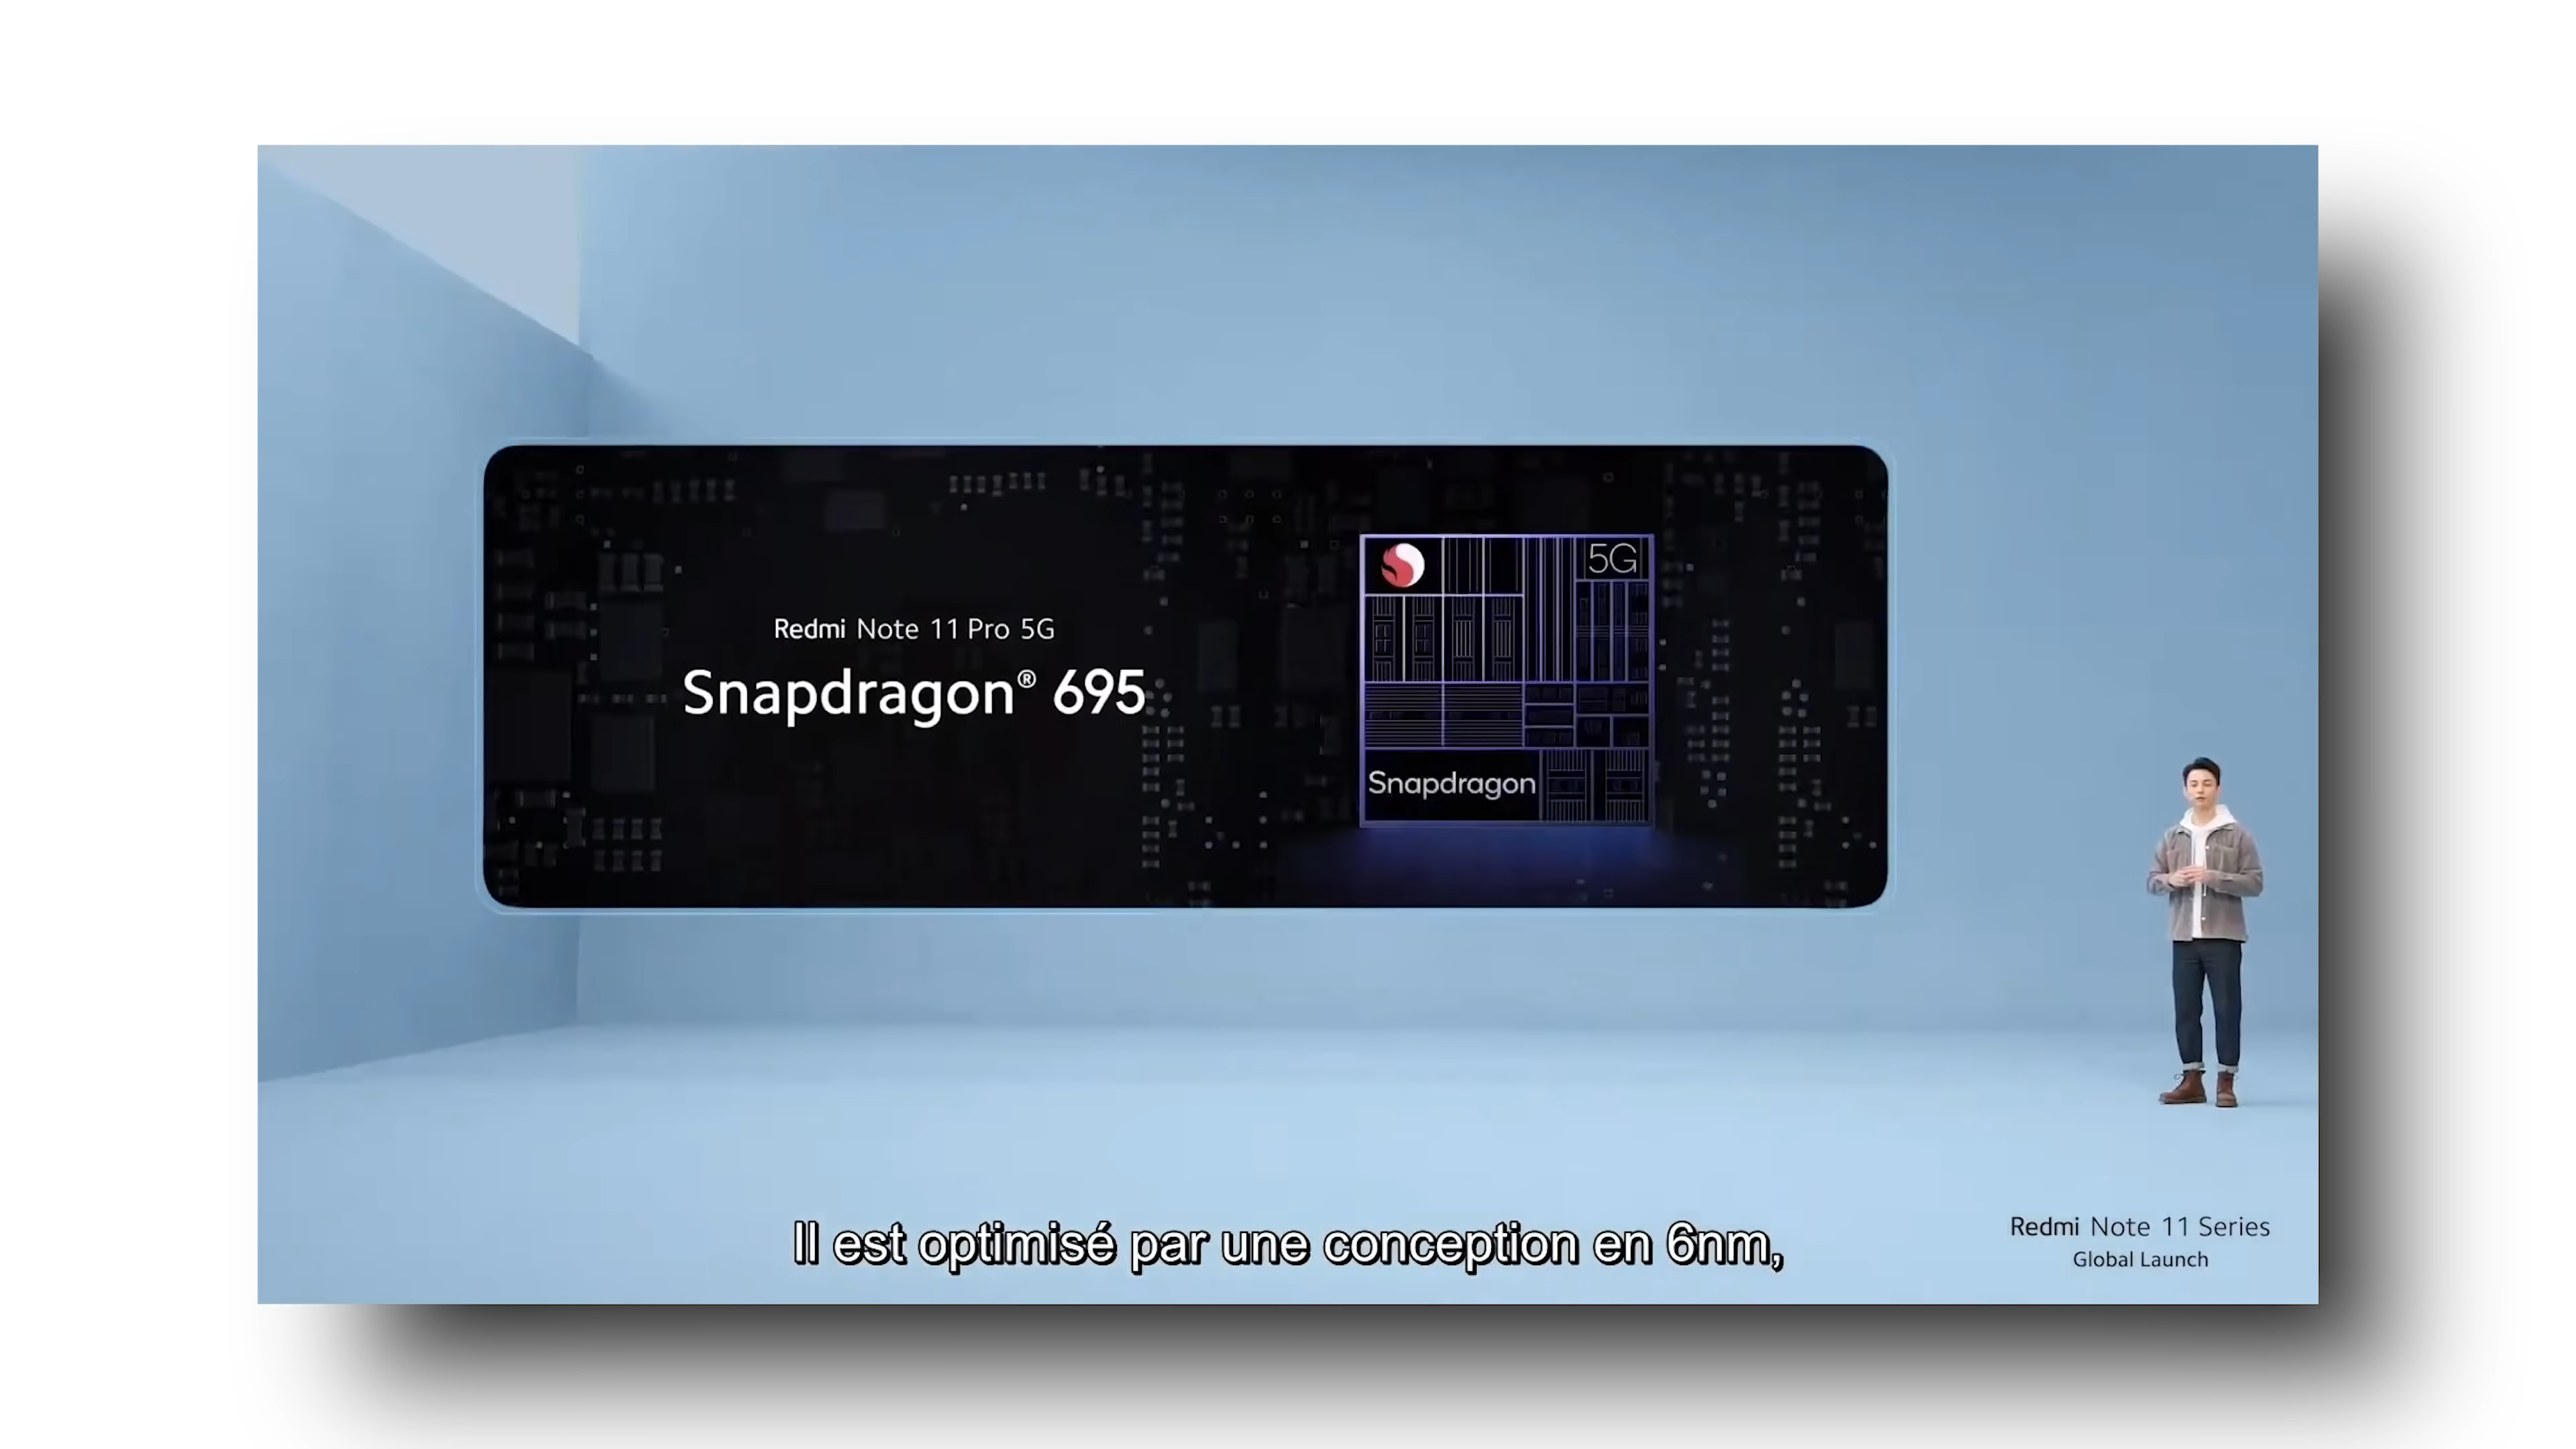 Redmi Note 11 Pro 5G
Snapdragon® 695
5G
Snapdragon
Il est optimisé par une conception en 6nm,
Redmi Note 11 Series
Global Launch